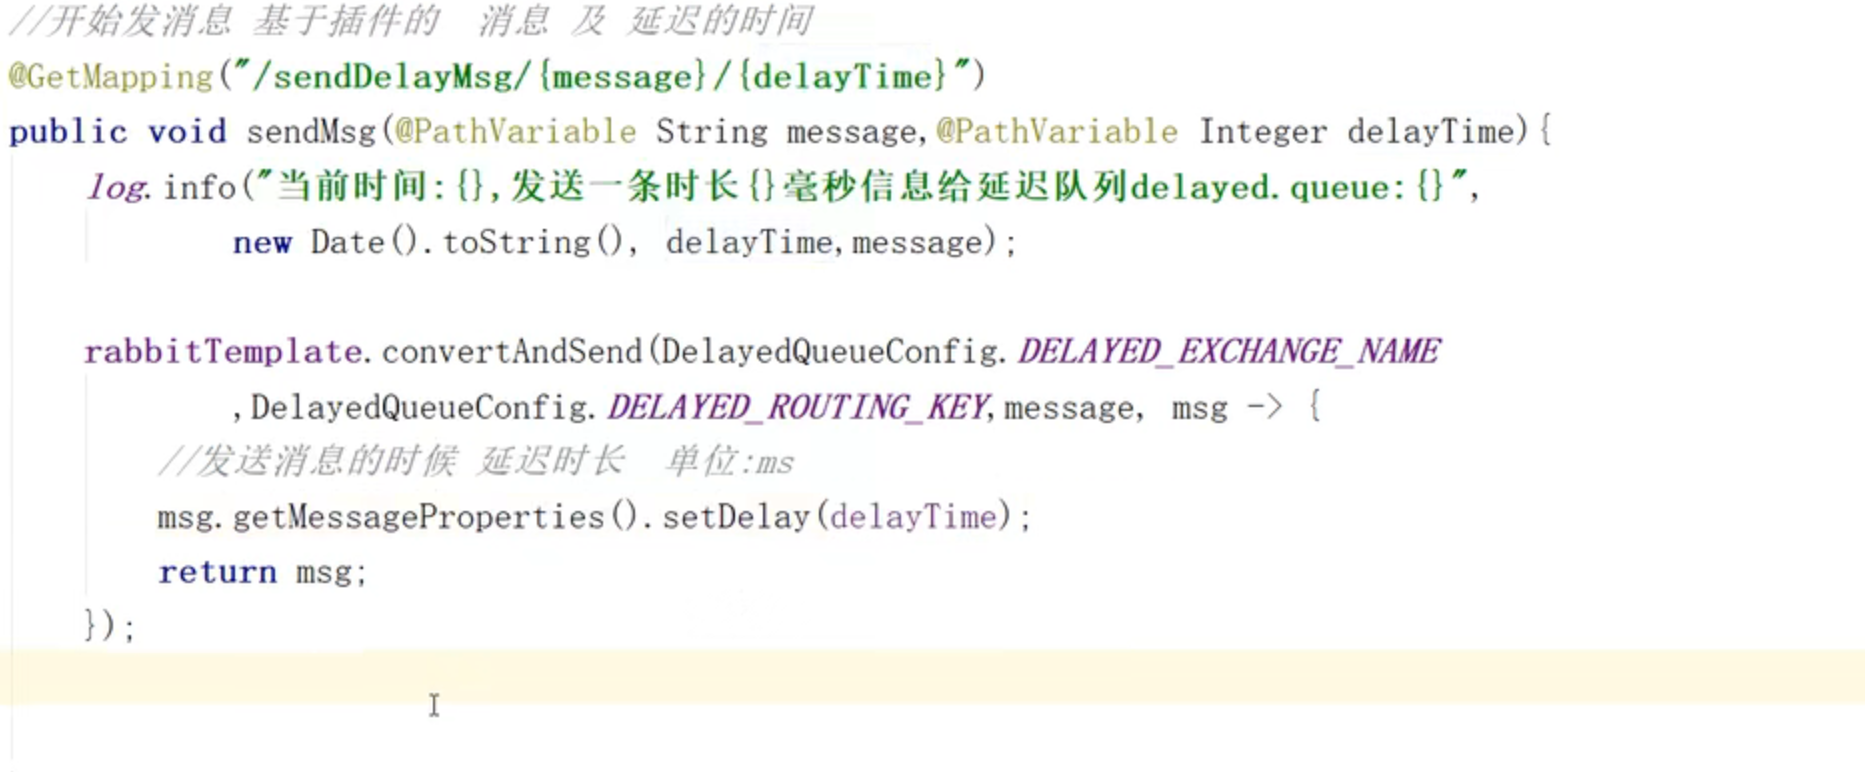 //开始发消息 基于插件的  消息 及 延迟的时间
@GetMapping("/sendDelayMsg/{message}/{delayTime}")
public void sendMsg(@PathVariable String message,@PathVariable Integer delayTime){
log.info("当前时间:{},发送一条时长{}毫秒信息给延迟队列delayed.queue:{}",
new Date().toString(), delayTime,message);
rabbitTemplate.convertAndSend(DelayedQueueConfig.DELAYED_EXCHANGE_NAME
,DelayedQueueConfig.DELAYED_ROUTING_KEY,message, msg -> {
//发送消息的时候 延迟时长  单位:ms
msg.getMessageProperties().setDelay(delayTime);
return msg;
});